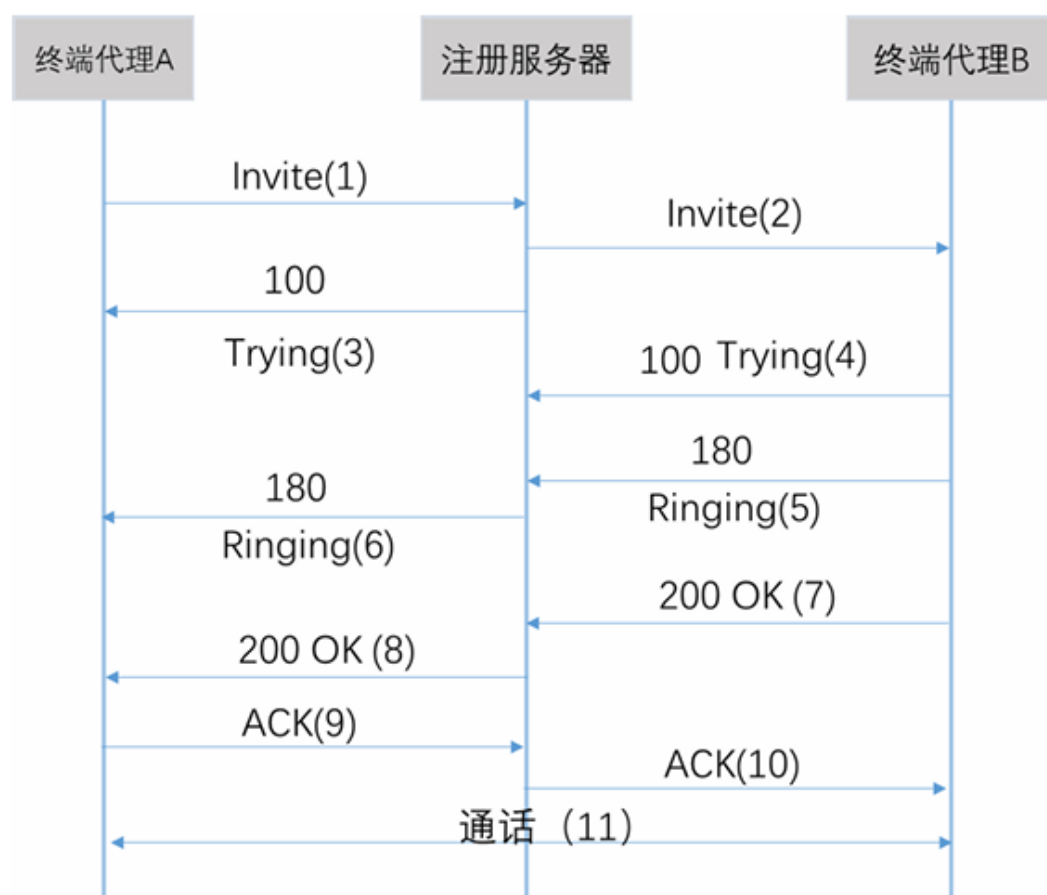 终端代理A
注册服务器
终端代理B
Invite(1)
Invite(2)
100
Trying(3)
100 Trying(4)
180
Ringing(5)
180
Ringing(6)
200 OK (7)
200 OK (8)
ACK(9)
ACK(10)
通话（11）